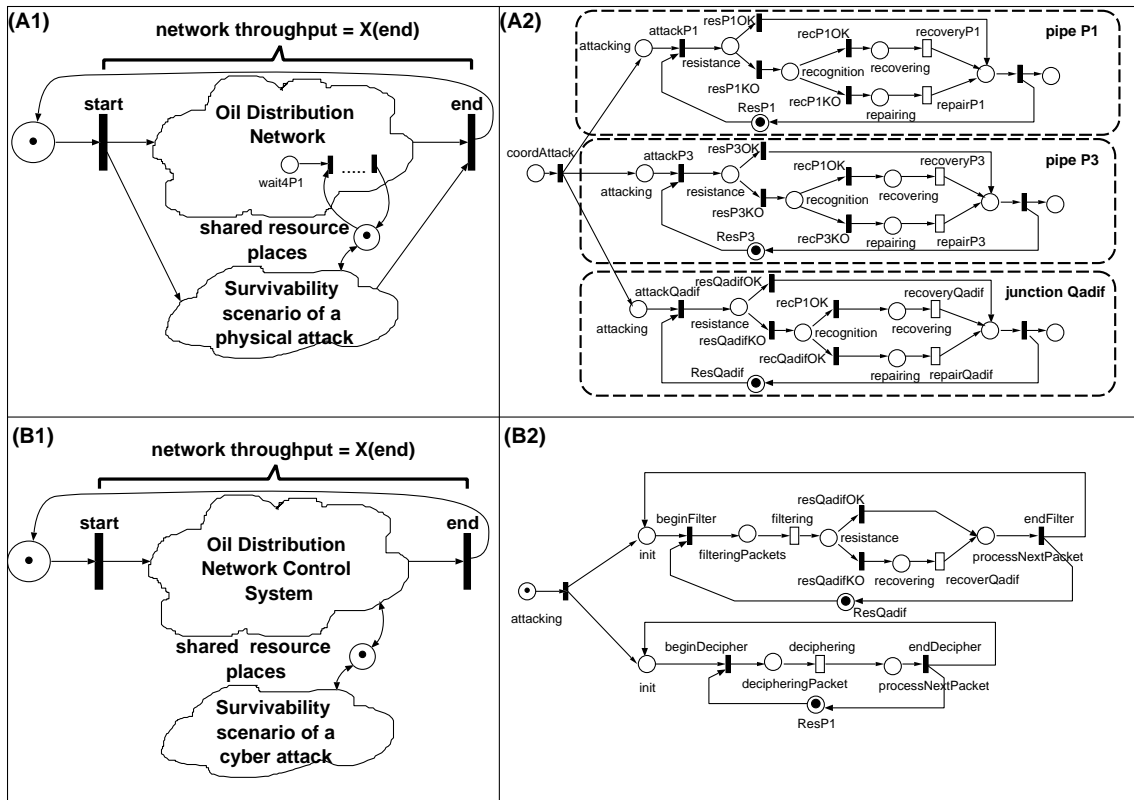 (A1)
network throughput = X(end)
start
end
Oil Distribution
Network
wait4P1
.....
shared resource
places
Survivability
scenario of a
physical attack
(A2)
pipe P1
attacking
attackP1
resP1OK
resistance
resP1KO
recP1OK
recognition
recP1KO
recovering
recoveryP1
repairing
repairP1
ResP1
coordAttack
pipe P3
attacking
attackP3
resP3OK
resistance
resP3KO
recP1OK
recognition
recP3KO
recoveryP3
recovering
repairing
repairP3
ResP3
junction Qadif
attacking
attackQadif
resQadifOK
resistance
resQadifKO
recP1OK
recognition
recQadifOK
recoveryQadif
recovering
repairing
repairQadif
ResQadif
(B1)
network throughput = X(end)
start
end
Oil Distribution
Network Control
System
shared resource
places
Survivability
scenario of a
cyber attack
(B2)
attacking
init
beginFilter
filteringPackets
filtering
resQadifOK
resistance
resQadifKO
recovering
recoverQadif
endFilter
processNextPacket
ResQadif
init
beginDecipher
decipheringPacket
deciphering
endDecipher
processNextPacket
ResP1